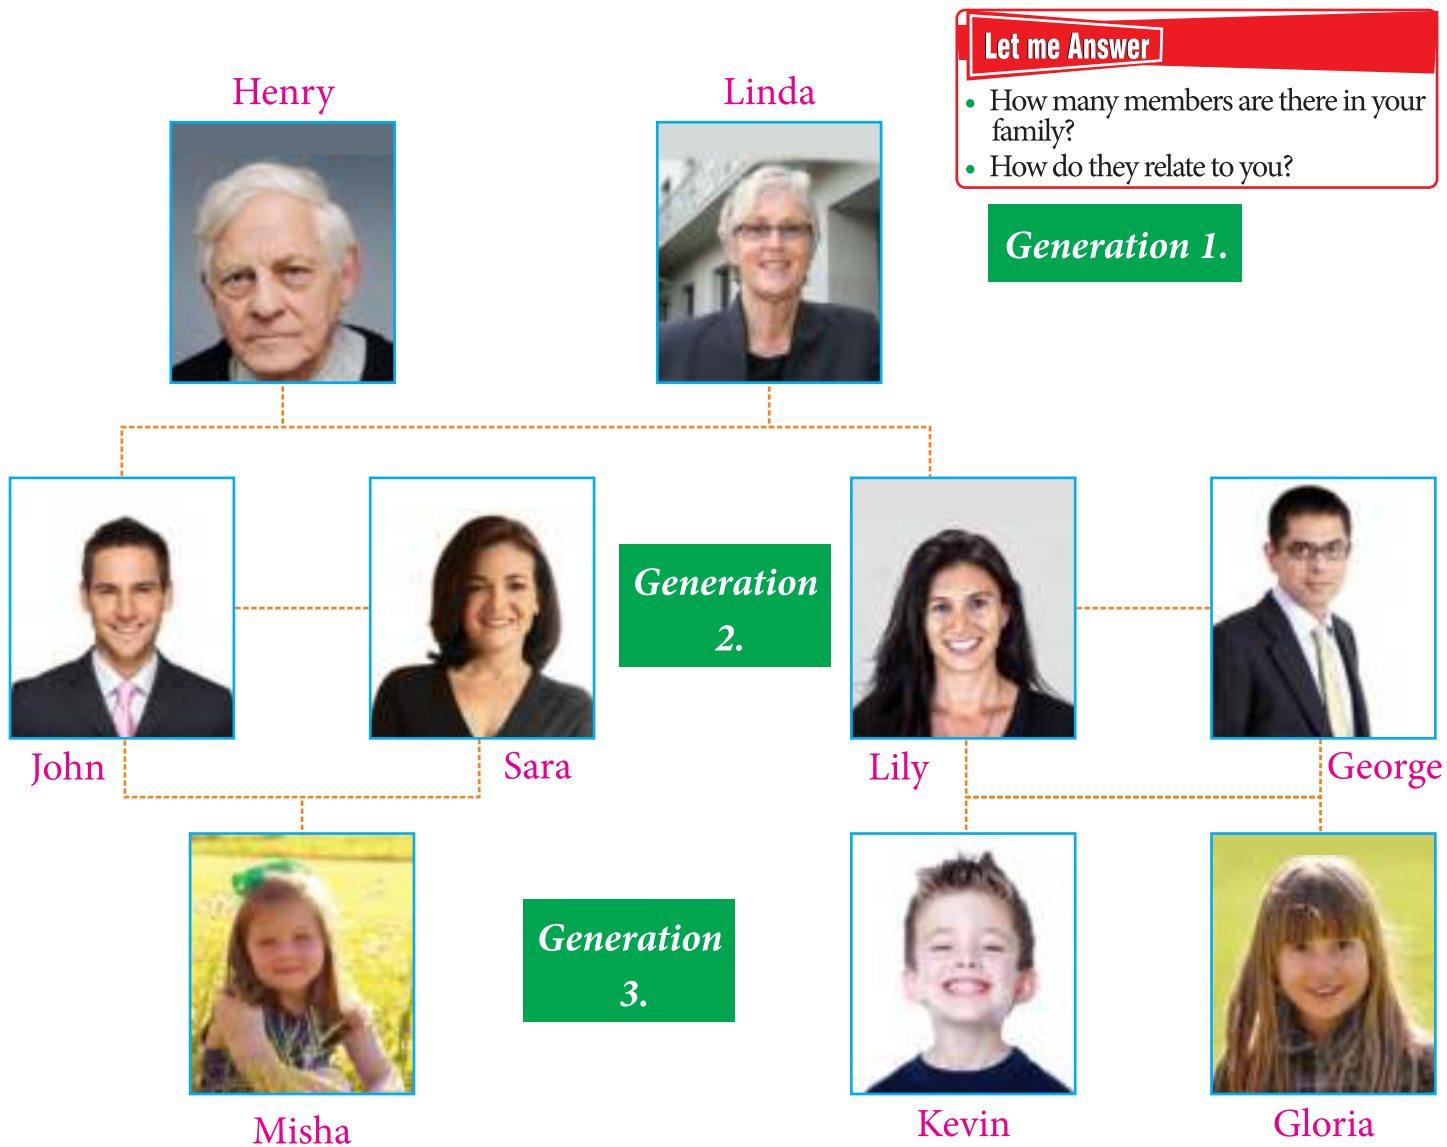 Let me Answer
• How many members are there in your
family?
• How do they relate to you?
Henry
Linda
Generation 1.
Generation
2.
John
Sara
Lily
George
Generation
3.
Misha
Kevin
Gloria